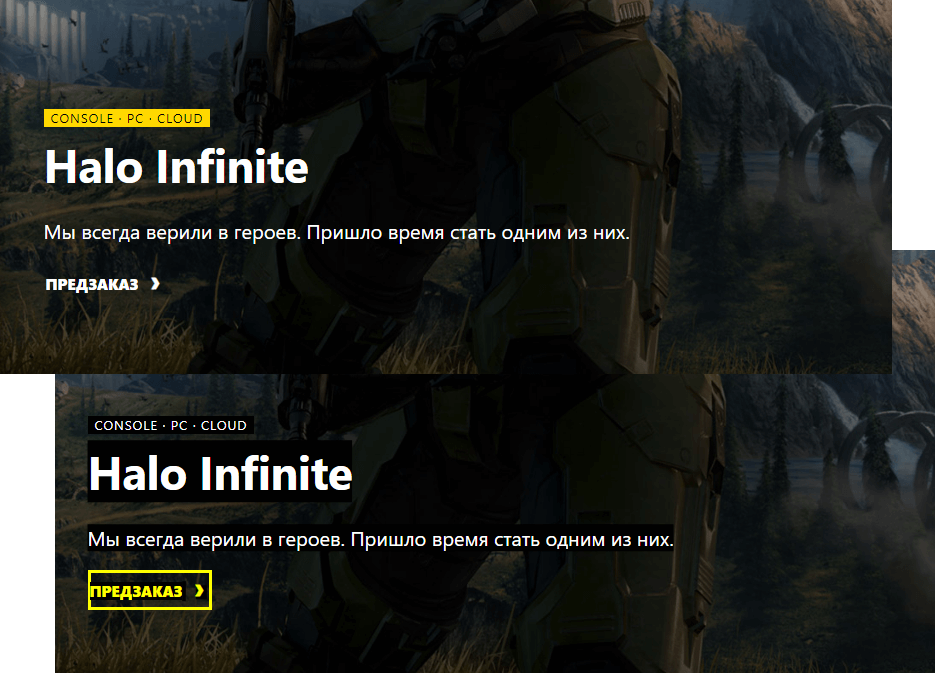 CONSOLE · PC · CLOUD
Halo Infinite
Мы всегда верили в героев. Пришло время стать одним из них.
ПРЕДЗАКАЗ ❯
CONSOLE · PC · CLOUD
Halo Infinite
Мы всегда верили в героев. Пришло время стать одним из них.
ПРЕДЗАКАЗ ❯